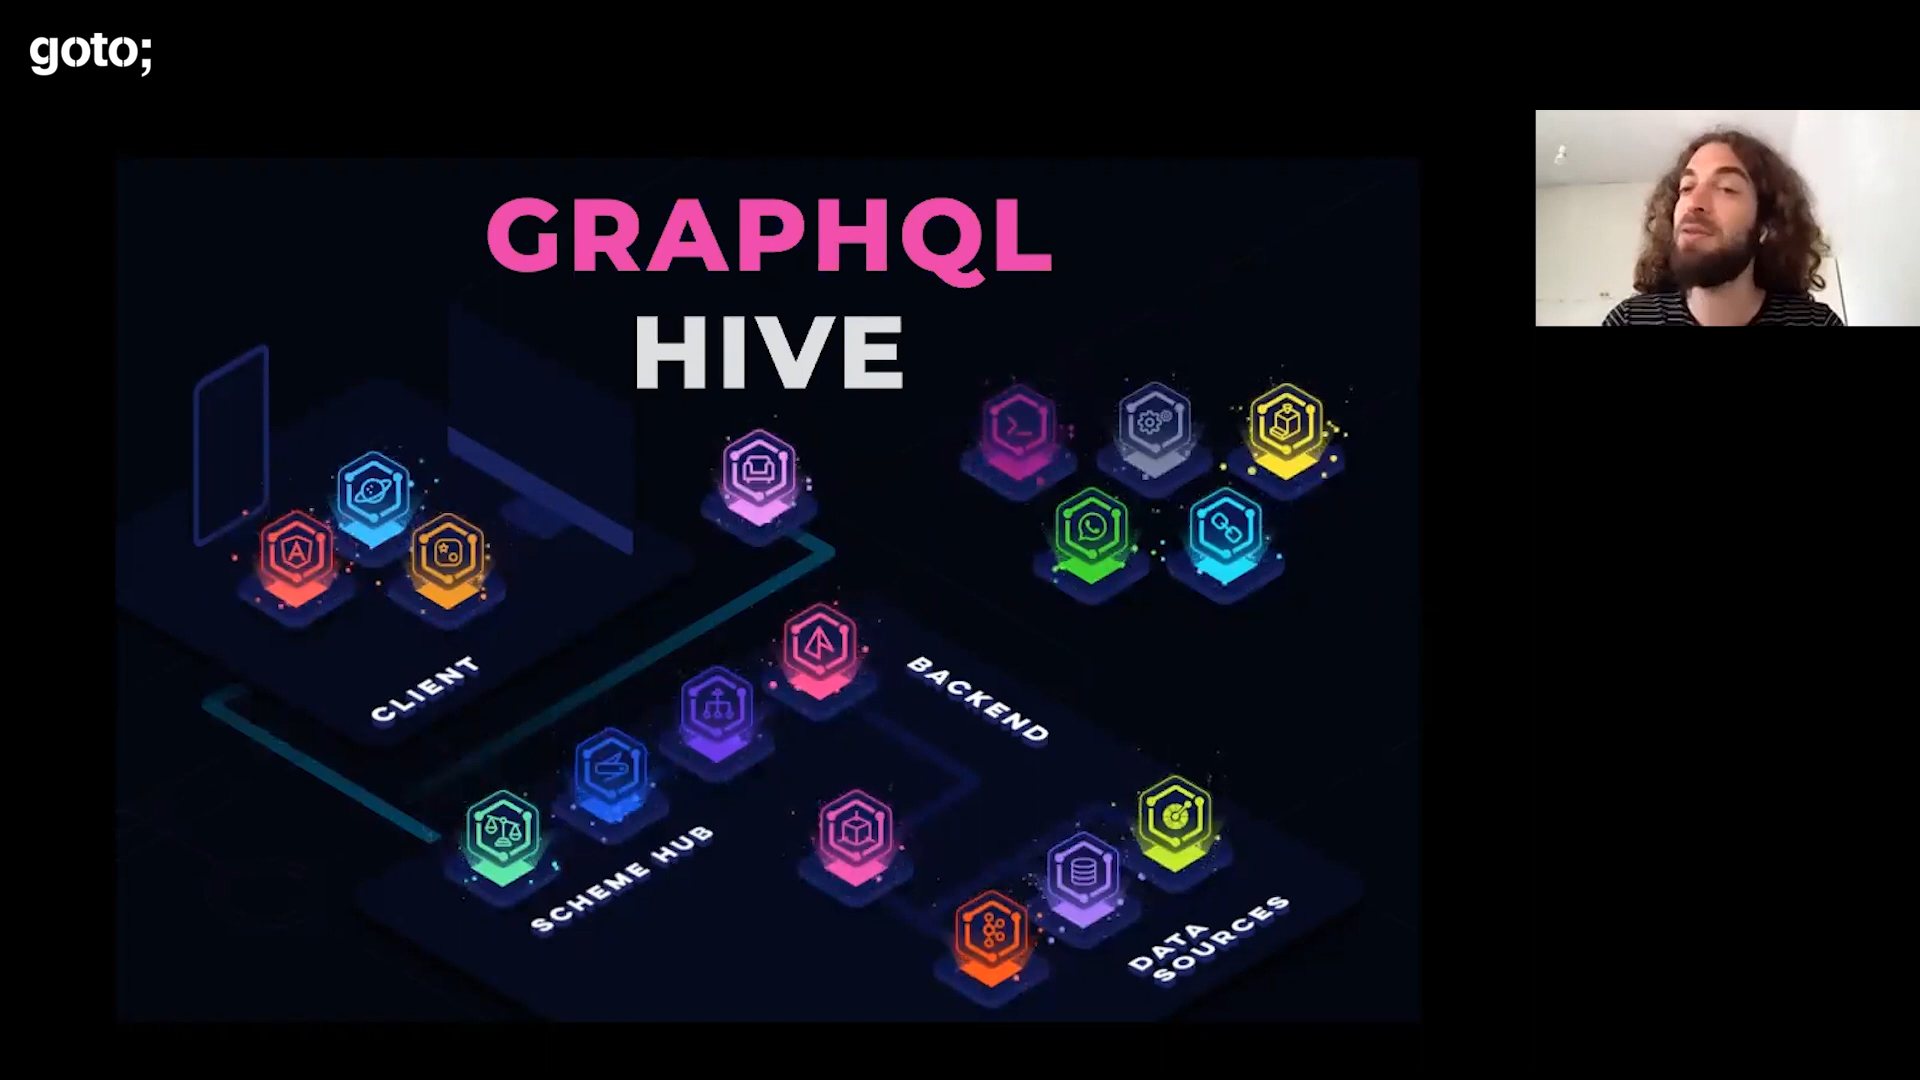 goto;
GRAPHQL
HIVE
CLIENT
BACKEND
SCHEME HUB
DATA
SOURCES